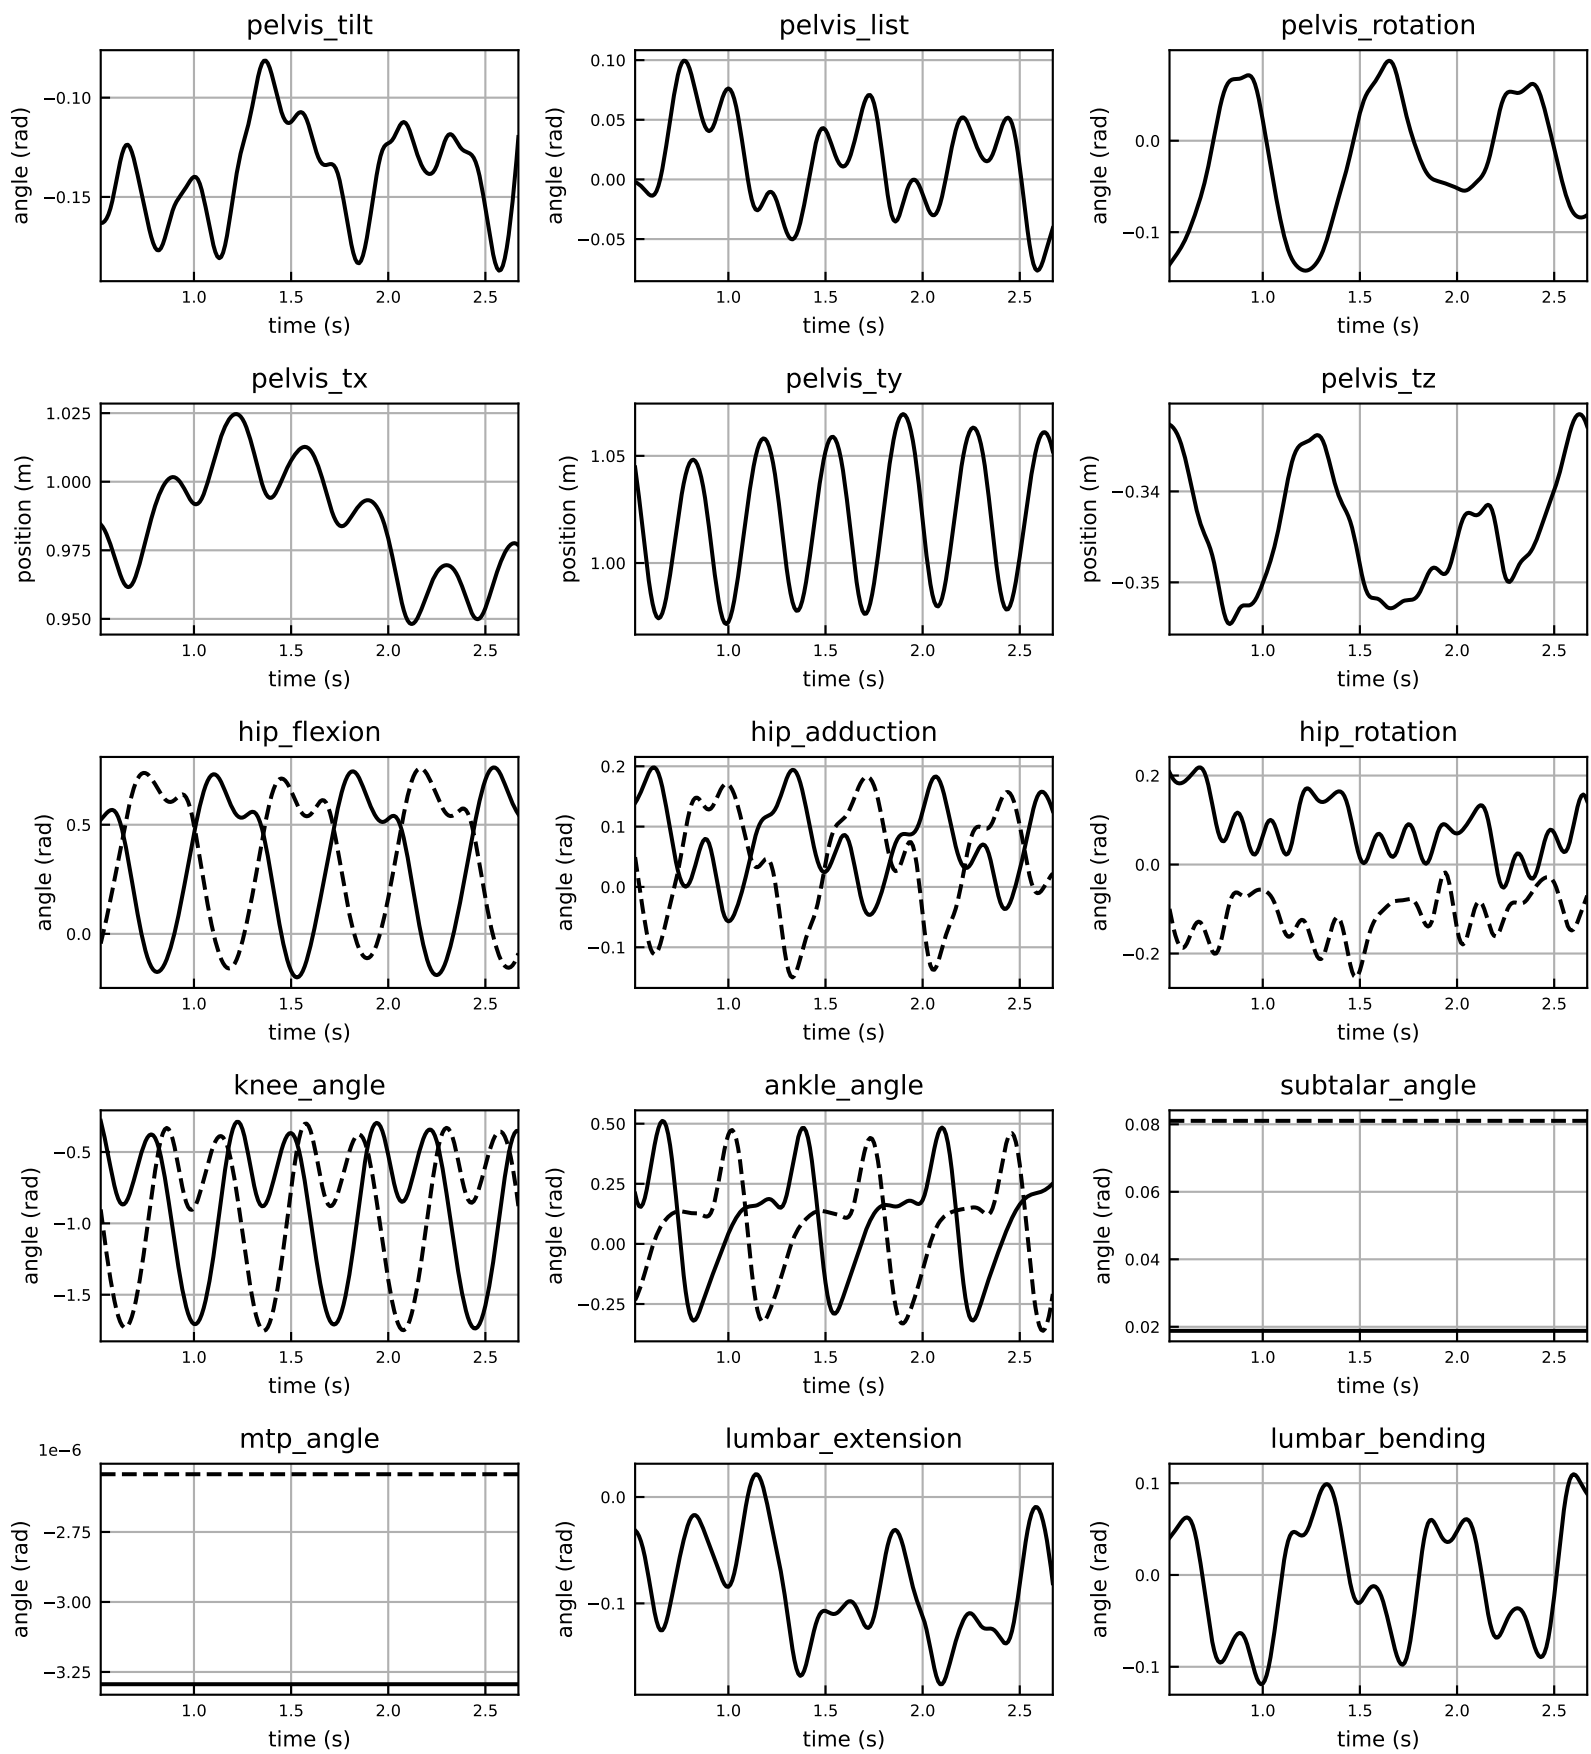 pelvis_tilt
angle (rad)
−0.10
−0.15
1.0 1.5 2.0 2.5
time (s)
pelvis_list
angle (rad)
0.10
0.05
0.00
−0.05
1.0 1.5 2.0 2.5
time (s)
pelvis_rotation
angle (rad)
0.0
−0.1
1.0 1.5 2.0 2.5
time (s)
pelvis_tx
position (m)
1.025
1.000
0.975
0.950
1.0 1.5 2.0 2.5
time (s)
pelvis_ty
position (m)
1.05
1.00
1.0 1.5 2.0 2.5
time (s)
pelvis_tz
position (m)
−0.34
−0.35
1.0 1.5 2.0 2.5
time (s)
hip_flexion
angle (rad)
0.5
0.0
1.0 1.5 2.0 2.5
time (s)
hip_adduction
angle (rad)
0.2
0.1
0.0
−0.1
1.0 1.5 2.0 2.5
time (s)
hip_rotation
angle (rad)
0.2
0.0
−0.2
1.0 1.5 2.0 2.5
time (s)
knee_angle
angle (rad)
−0.5
−1.0
−1.5
1.0 1.5 2.0 2.5
time (s)
ankle_angle
angle (rad)
0.50
0.25
0.00
−0.25
1.0 1.5 2.0 2.5
time (s)
subtalar_angle
angle (rad)
0.08
0.06
0.04
0.02
1.0 1.5 2.0 2.5
time (s)
mtp_angle
1e−6
angle (rad)
−2.75
−3.00
−3.25
1.0 1.5 2.0 2.5
time (s)
lumbar_extension
angle (rad)
0.0
−0.1
1.0 1.5 2.0 2.5
time (s)
lumbar_bending
angle (rad)
0.1
0.0
−0.1
1.0 1.5 2.0 2.5
time (s)